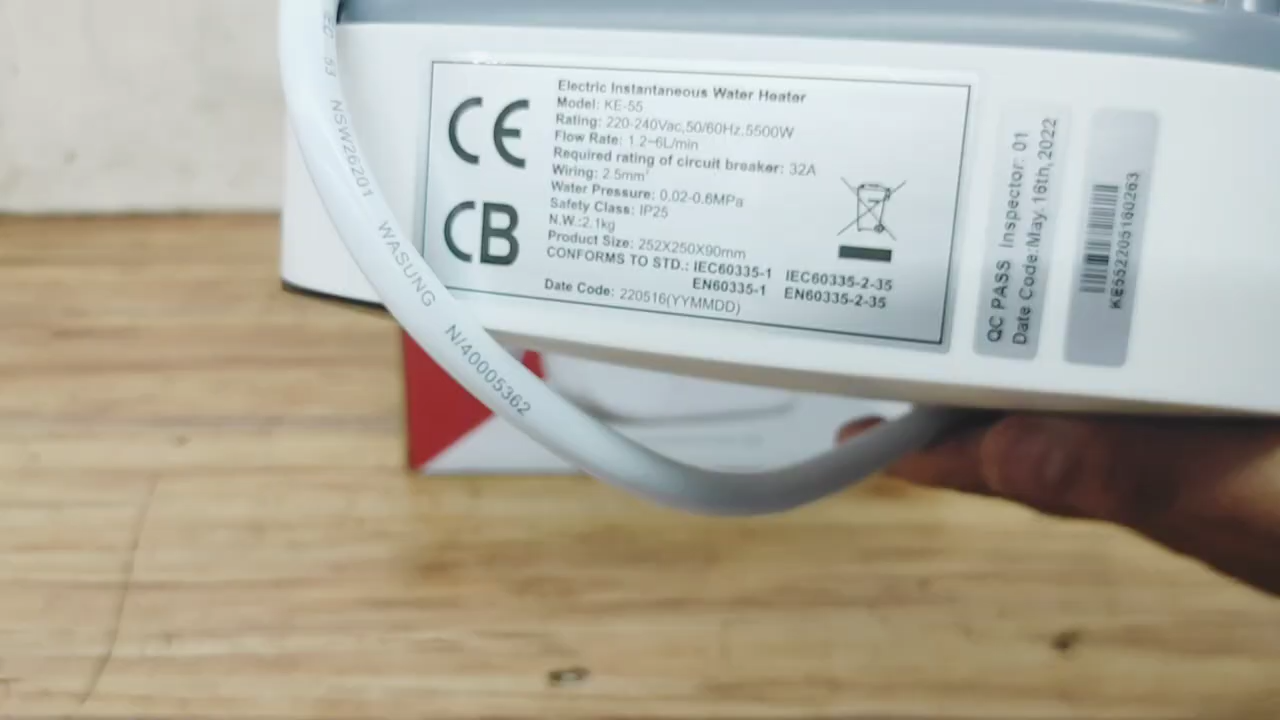 CE
CB
Electric Instantaneous Water Heater
Model: KE-55
Rating: 220-240Vac,50/60Hz,5500W
Flow Rate: 1.2~6L/min
Required rating of circuit breaker: 32A
Wiring: 2.5mm²
Water Pressure: 0.02-0.6MPa
Safety Class: IP25
N.W.:2.1kg
Product Size: 252X250X90mm
CONFORMS TO STD.: IEC60335-1 IEC60335-2-35
EN60335-1 EN60335-2-35
Date Code: 220516(YYMMDD)
QC PASS Inspector: 01
Date Code:May.16th,2022
KE552205160263
53 NSW26201 WASUNG N/40005362